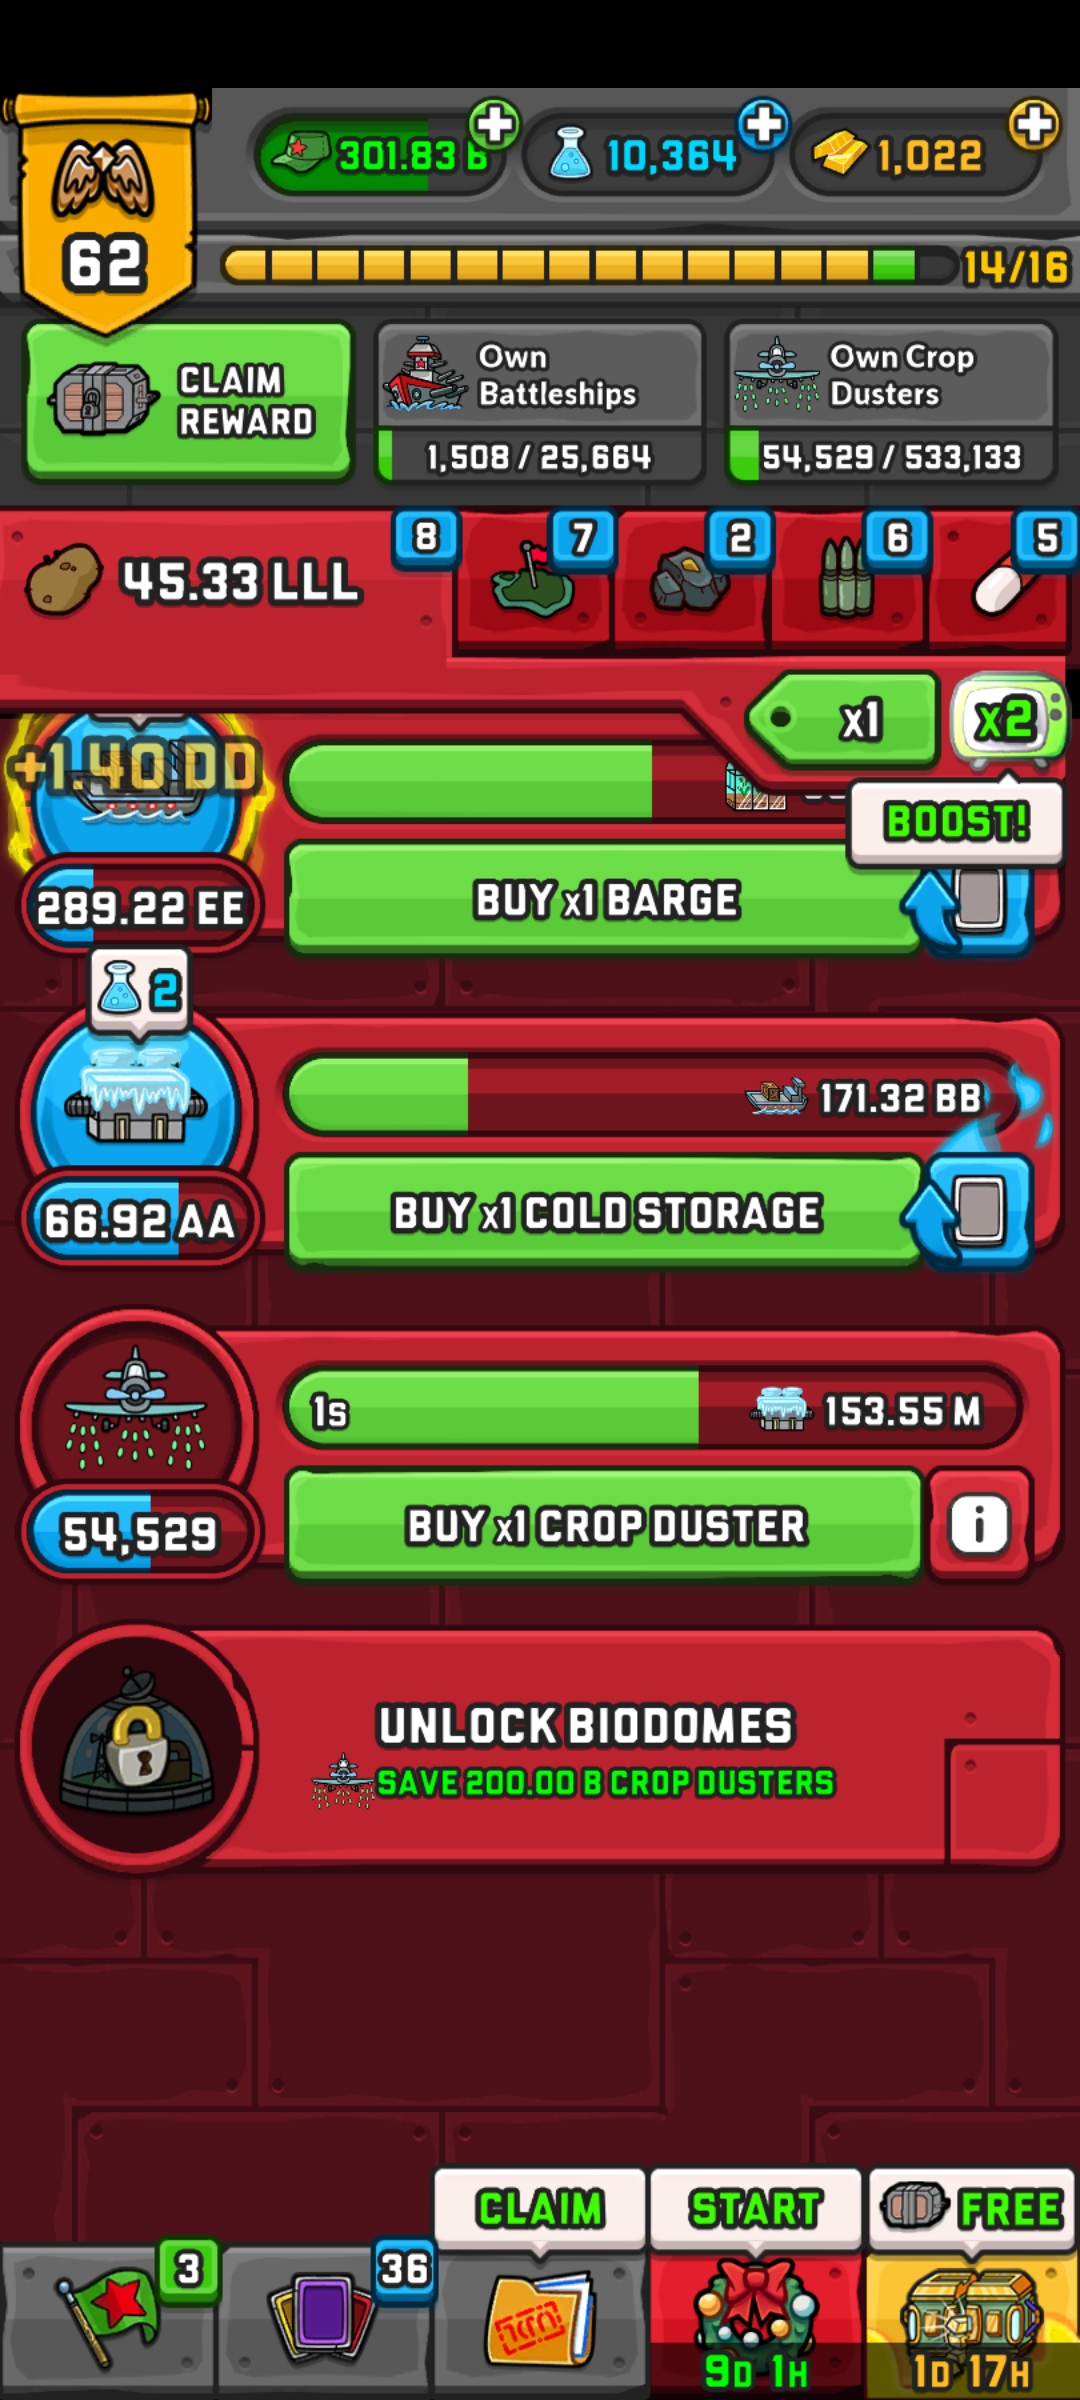 301.83 B
10,364
1,022
62
14/16
CLAIM
REWARD
Own
Battleships
1,508 / 25,664
Own Crop
Dusters
54,529 / 533,133
45.33 LLL
8
7
2
6
5
x1
x2
BOOST!
+1.40 DD
289.22 EE
BUY x1 BARGE
2
171.32 BB
66.92 AA
BUY x1 COLD STORAGE
1s
153.55 M
54,529
BUY x1 CROP DUSTER
i
UNLOCK BIODOMES
SAVE 200.00 B CROP DUSTERS
CLAIM
START
FREE
3
36
9D 1H
1D 17H